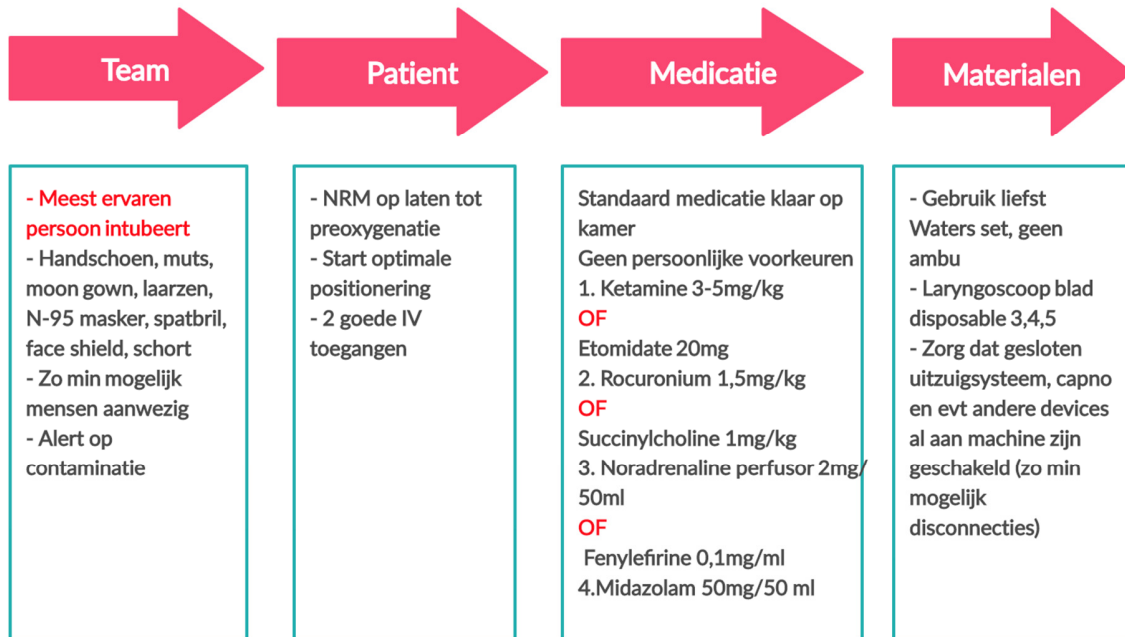 Team
Patient
Medicatie
Materialen
- Meest ervaren
persoon intubeert
- Handschoen, muts,
moon gown, laarzen,
N-95 masker, spatbril,
face shield, schort
- Zo min mogelijk
mensen aanwezig
- Alert op
contaminatie
- NRM op laten tot
preoxygenatie
- Start optimale
positionering
- 2 goede IV
toegangen
Standaard medicatie klaar op
kamer
Geen persoonlijke voorkeuren
1. Ketamine 3-5mg/kg
OF
Etomidate 20mg
2. Rocuronium 1,5mg/kg
OF
Succinylcholine 1mg/kg
3. Noradrenaline perfusor 2mg/
50ml
OF
Fenylefirine 0,1mg/ml
4.Midazolam 50mg/50 ml
- Gebruik liefst
Waters set, geen
ambu
- Laryngoscoop blad
disposable 3,4,5
- Zorg dat gesloten
uitzuigsysteem, capno
en evt andere devices
al aan machine zijn
geschakeld (zo min
mogelijk
disconnecties)